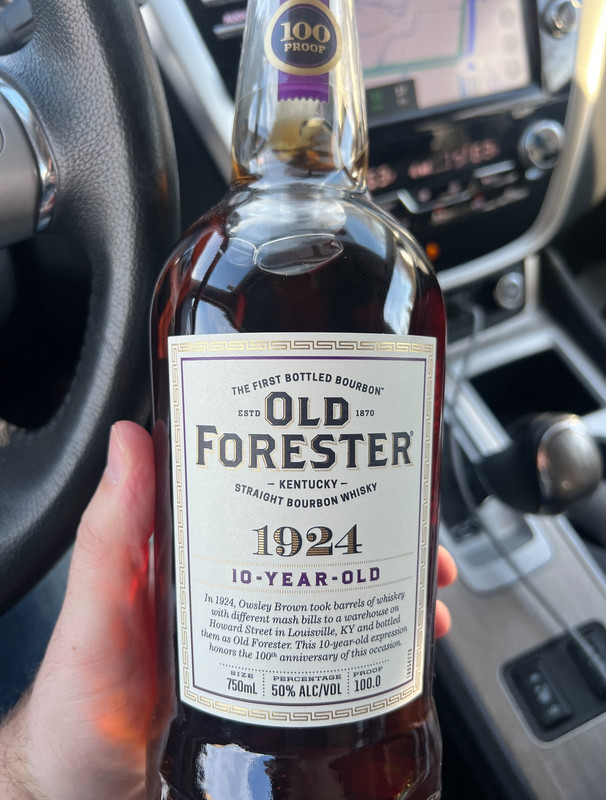 100
PROOF
THE FIRST BOTTLED BOURBON™
ESTD OLD 1870
FORESTER®
– KENTUCKY –
STRAIGHT BOURBON WHISKY
1924
10-YEAR-OLD
In 1924, Owsley Brown took barrels of whiskey
with different mash bills to a warehouse on
Howard Street in Louisville, KY and bottled
them as Old Forester. This 10-year-old expression
honors the 100th anniversary of this occasion.
SIZE PERCENTAGE PROOF
750mL 50% ALC/VOL 100.0